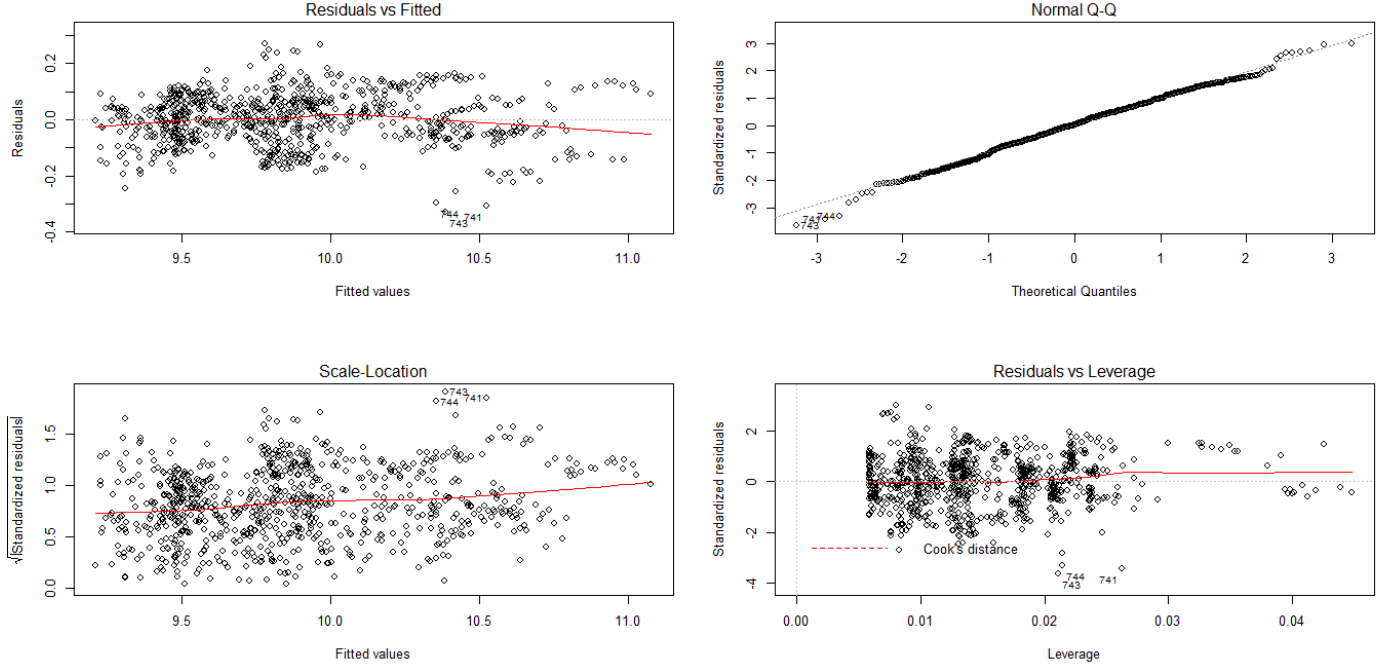 Residuals vs Fitted
Residuals
0.2
0.0
-0.2
-0.4
744 741
743
9.5 10.0 10.5 11.0
Fitted values
Normal Q-Q
Standardized residuals
3
2
1
0
-1
-2
-3
741 744
743
-3 -2 -1 0 1 2 3
Theoretical Quantiles
Scale-Location
√|Standardized residuals|
1.5
1.0
0.5
0.0
743
744 741
9.5 10.0 10.5 11.0
Fitted values
Residuals vs Leverage
Standardized residuals
2
0
-2
-4
Cook's distance
744 741
743
0.00 0.01 0.02 0.03 0.04
Leverage